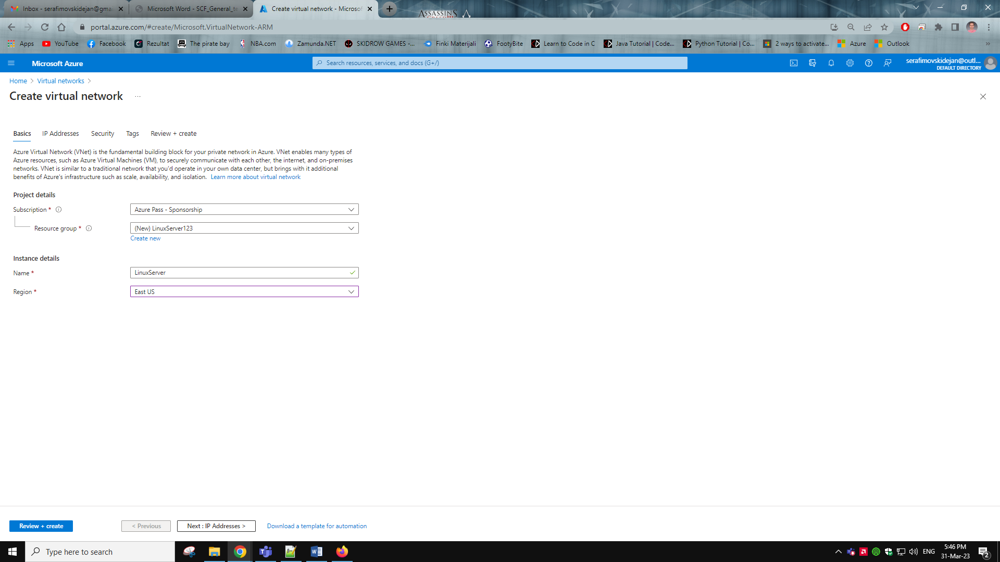 Inbox - serafimovskidejan@gma
Microsoft Word - SCF_General_te
Create virtual network - Microsof
ASSASSINS
CREED III
portal.azure.com/#create/Microsoft.VirtualNetwork-ARM
Apps
YouTube
Facebook
Rezultat
The pirate bay
NBA.com
Zamunda.NET
SKIDROW GAMES -...
Finki Materijali
FootyBite
Learn to Code in C
Java Tutorial | Code...
Python Tutorial | Co...
2 ways to activate...
Azure
Outlook
»
Microsoft Azure
Search resources, services, and docs (G+/)
serafimovskidejan@outl...
DEFAULT DIRECTORY
Home > Virtual networks >
Create virtual network ...
Basics
IP Addresses
Security
Tags
Review + create
Azure Virtual Network (VNet) is the fundamental building block for your private network in Azure. VNet enables many types of
Azure resources, such as Azure Virtual Machines (VM), to securely communicate with each other, the internet, and on-premises
networks. VNet is similar to a traditional network that you'd operate in your own data center, but brings with it additional
benefits of Azure's infrastructure such as scale, availability, and isolation. Learn more about virtual network
Project details
Subscription *
Azure Pass - Sponsorship
Resource group *
(New) LinuxServer123
Create new
Instance details
Name *
LinuxServer
Region *
East US
Review + create
< Previous
Next : IP Addresses >
Download a template for automation
Type here to search
ENG
5:46 PM
31-Mar-23
2